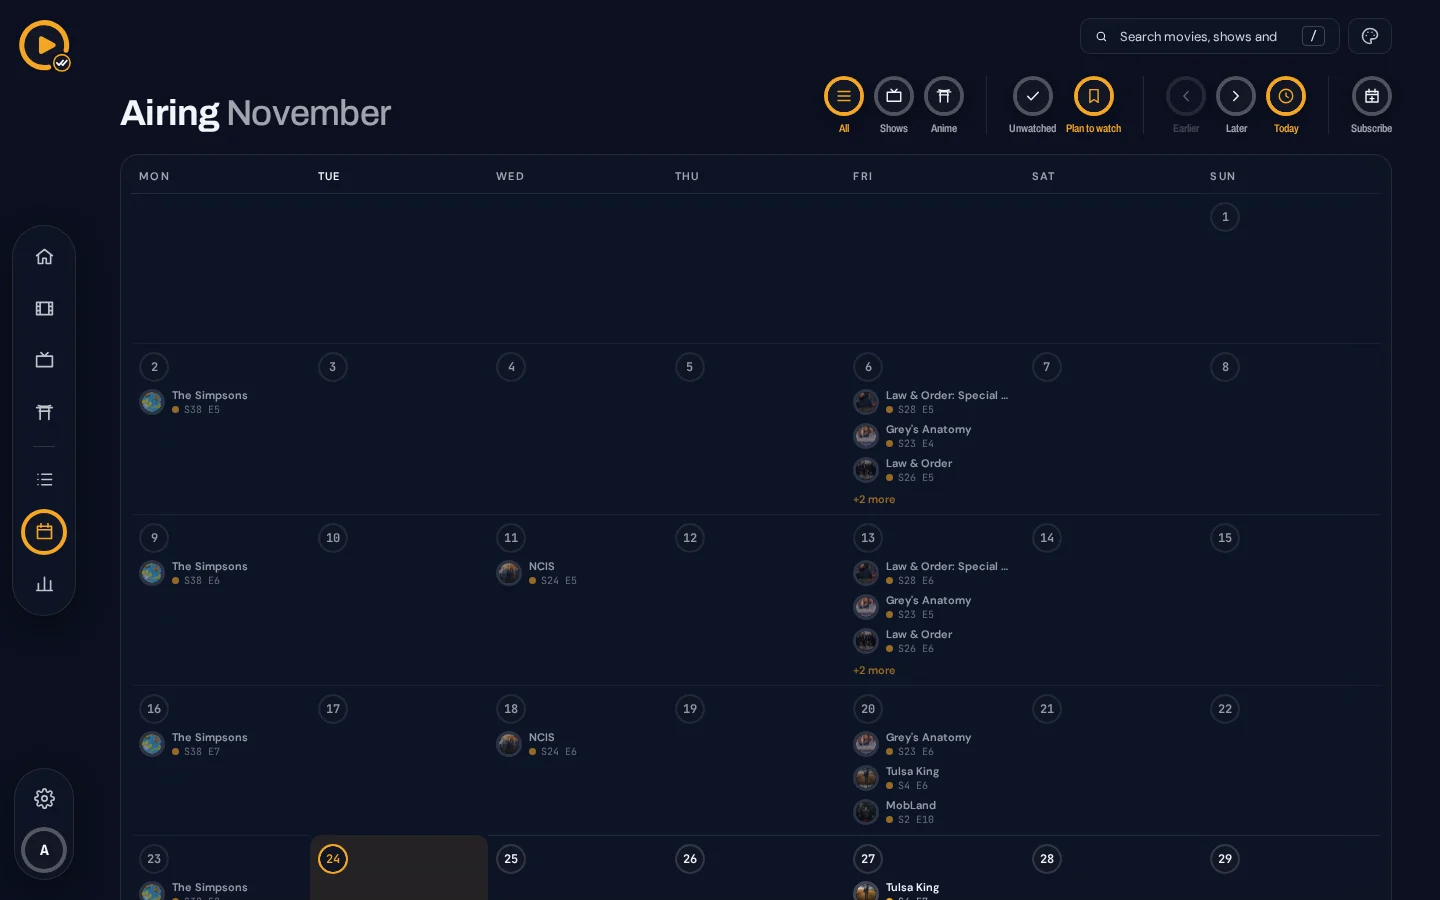 Search movies, shows and
/
Airing November
All
Shows
Anime
Unwatched
Plan to watch
Earlier
Later
Today
Subscribe
MON
TUE
WED
THU
FRI
SAT
SUN
1
2
The Simpsons
S38 E5
3
4
5
6
Law & Order: Special ...
S28 E5
Grey's Anatomy
S23 E4
Law & Order
S26 E5
+2 more
7
8
9
The Simpsons
S38 E6
10
11
NCIS
S24 E5
12
13
Law & Order: Special ...
S28 E6
Grey's Anatomy
S23 E5
Law & Order
S26 E6
+2 more
14
15
16
The Simpsons
S38 E7
17
18
NCIS
S24 E6
19
20
Grey's Anatomy
S23 E6
Tulsa King
S4 E6
MobLand
S2 E10
21
22
23
The Simpsons
24
25
26
27
Tulsa King
28
29
A